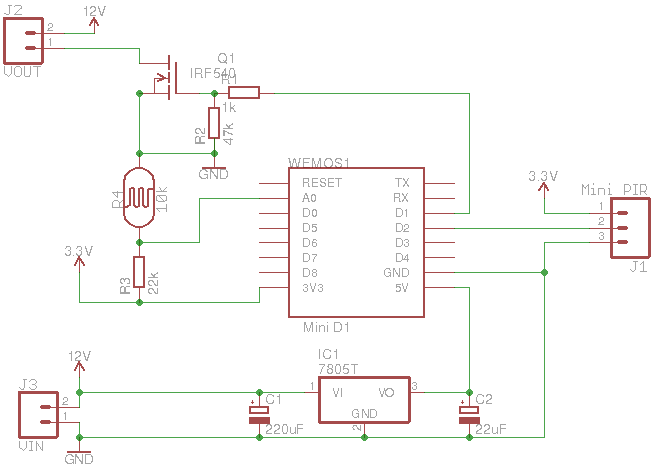 J2
12V
2
1
VOUT
Q1
IRF540
R1
1k
R2
47k
GND
WEMOS1
RESET TX
A0 RX
D0 D1
D5 D2
D6 D3
D7 D4
D8 GND
3V3 5V
Mini D1
R4
10k
3.3V
R3
22k
3.3V
Mini PIR
1
2
3
J1
12V
J3
2
1
VIN
GND
C1
220uF
IC1
7805T
1 VI VO 3
GND
2
C2
22uF